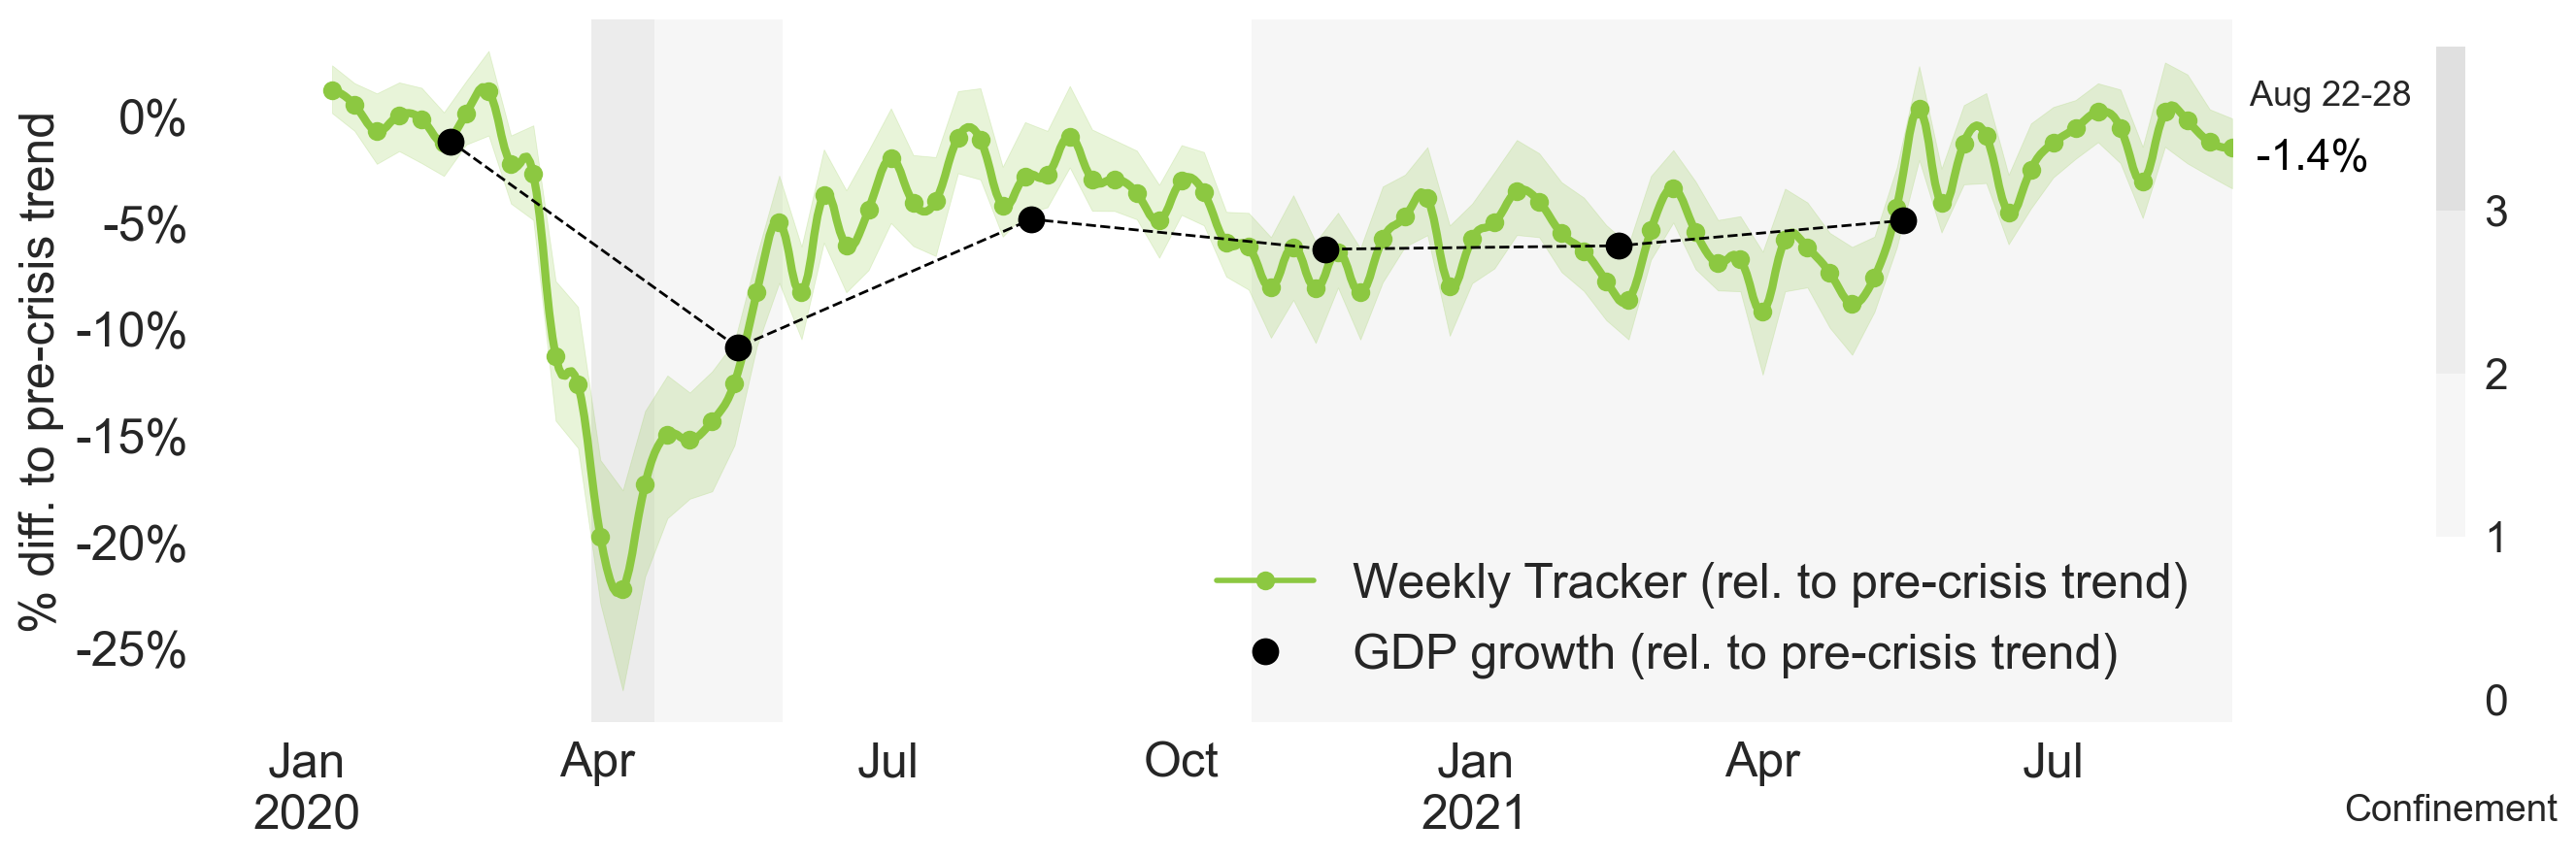 % diff. to pre-crisis trend
0%
-5%
-10%
-15%
-20%
-25%
Jan
2020
Apr
Jul
Oct
Jan
2021
Apr
Jul
Weekly Tracker (rel. to pre-crisis trend)
GDP growth (rel. to pre-crisis trend)
Aug 22-28
-1.4%
3
2
1
0
Confinement